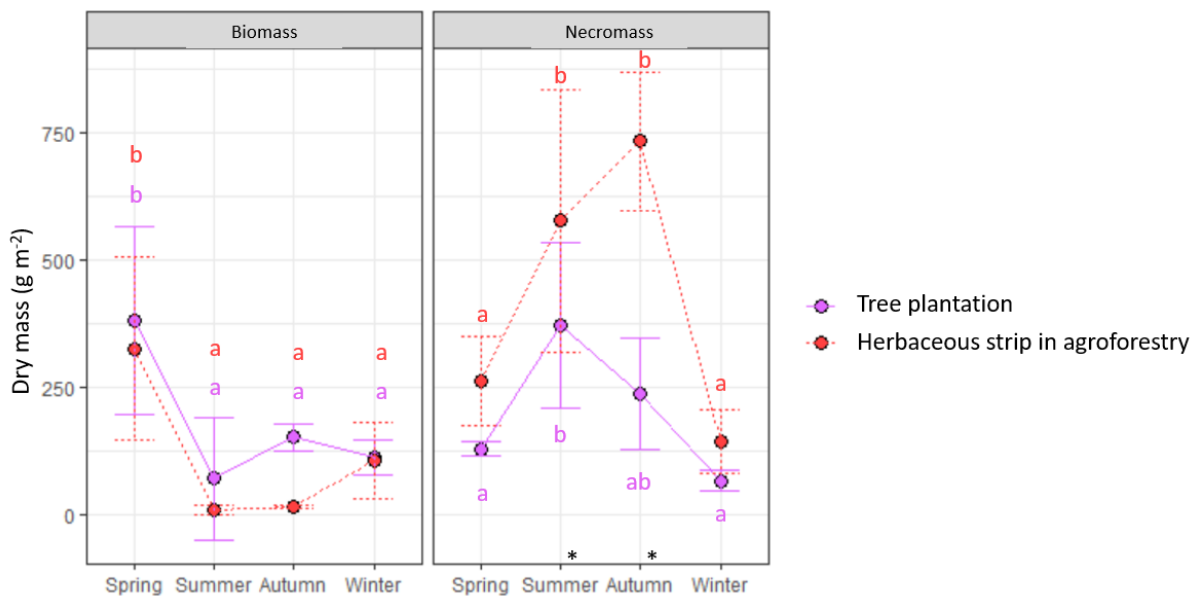 Biomass
Necromass
Dry mass (g m-2)
750
500
250
0
b
b
a
a
a
a
a
a
a
a
b
b
b
ab
a
a
*
*
Spring Summer Autumn Winter
Spring Summer Autumn Winter
Tree plantation
Herbaceous strip in agroforestry